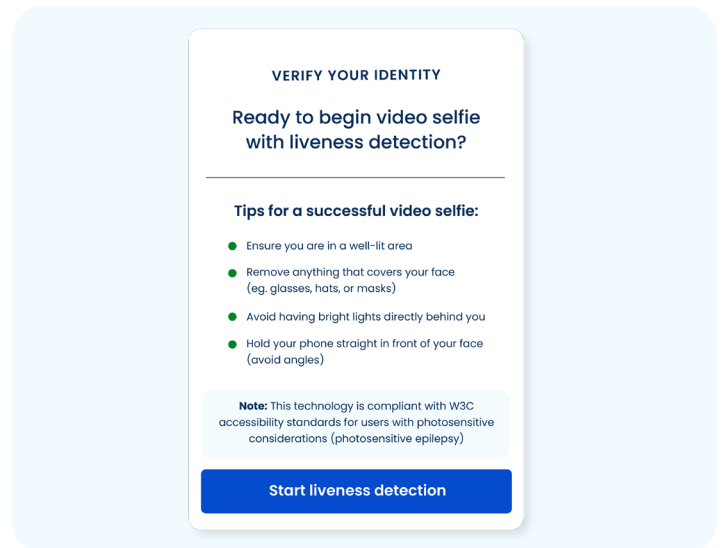 VERIFY YOUR IDENTITY
Ready to begin video selfie
with liveness detection?
Tips for a successful video selfie:
Ensure you are in a well-lit area
Remove anything that covers your face
(eg. glasses, hats, or masks)
Avoid having bright lights directly behind you
Hold your phone straight in front of your face
(avoid angles)
Note: This technology is compliant with W3C
accessibility standards for users with photosensitive
considerations (photosensitive epilepsy)
Start liveness detection